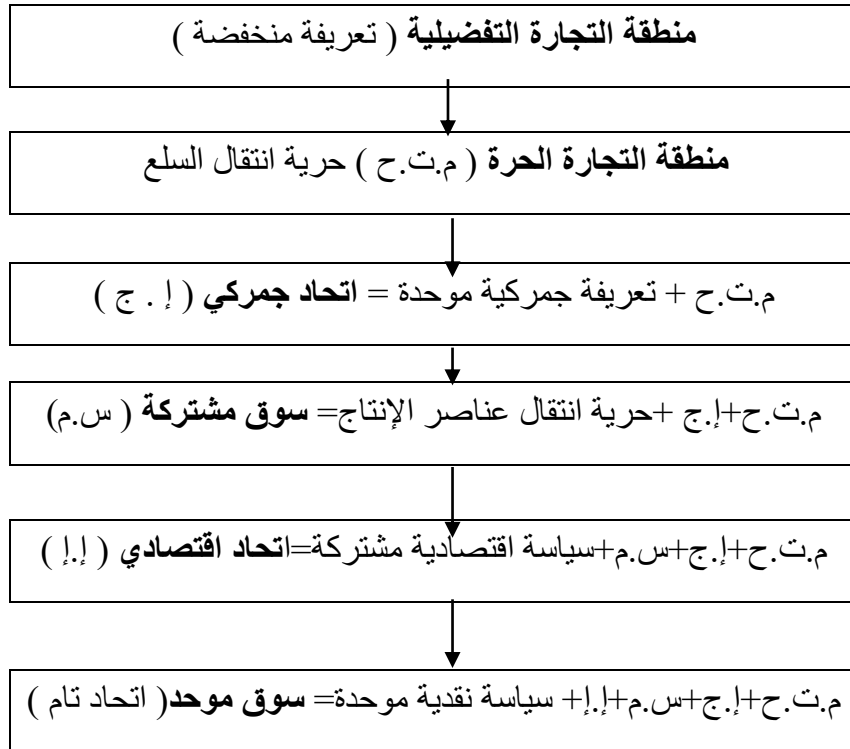 منطقة التجارة التفضيلية ( تعريفة منخفضة )
منطقة التجارة الحرة ( م.ت.ح ) حرية انتقال السلع
م.ت.ح + تعريفة جمركية موحدة = اتحاد جمركي ( إ . ج )
م.ت.ح+إ.ج +حرية انتقال عناصر الإنتاج= سوق مشتركة ( س.م)
م.ت.ح+إ.ج+س.م+سياسة اقتصادية مشتركة=اتحاد اقتصادي ( إ.إ )
م.ت.ح+إ.ج+س.م+إ.إ+ سياسة نقدية موحدة= سوق موحد( اتحاد تام )